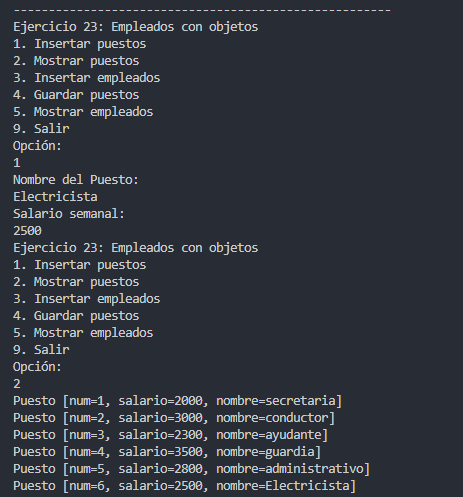 ------------------------------------------------------
Ejercicio 23: Empleados con objetos
1. Insertar puestos
2. Mostrar puestos
3. Insertar empleados
4. Guardar puestos
5. Mostrar empleados
9. Salir
Opción:
1
Nombre del Puesto:
Electricista
Salario semanal:
2500
Ejercicio 23: Empleados con objetos
1. Insertar puestos
2. Mostrar puestos
3. Insertar empleados
4. Guardar puestos
5. Mostrar empleados
9. Salir
Opción:
2
Puesto [num=1, salario=2000, nombre=secretaria]
Puesto [num=2, salario=3000, nombre=conductor]
Puesto [num=3, salario=2300, nombre=ayudante]
Puesto [num=4, salario=3500, nombre=guardia]
Puesto [num=5, salario=2800, nombre=administrativo]
Puesto [num=6, salario=2500, nombre=Electricista]